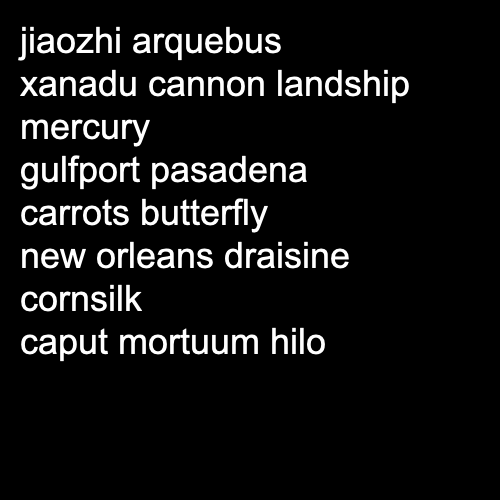 jiaozhi arquebus
xanadu cannon landship
mercury
gulfport pasadena
carrots butterfly
new orleans draisine
cornsilk
caput mortuum hilo